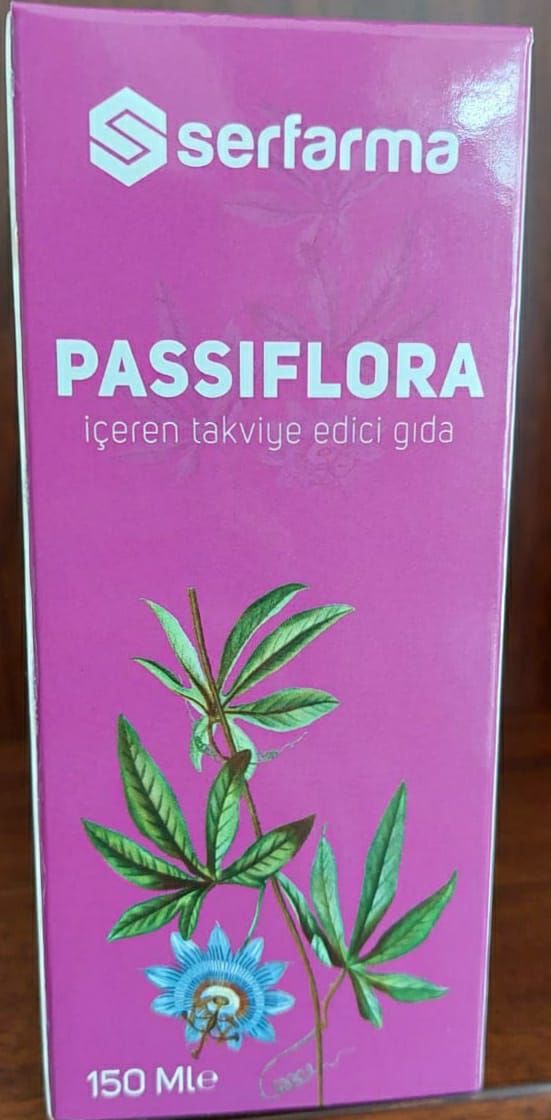 serfarma
PASSIFLORA
içeren takviye edici gıda
150 Mle